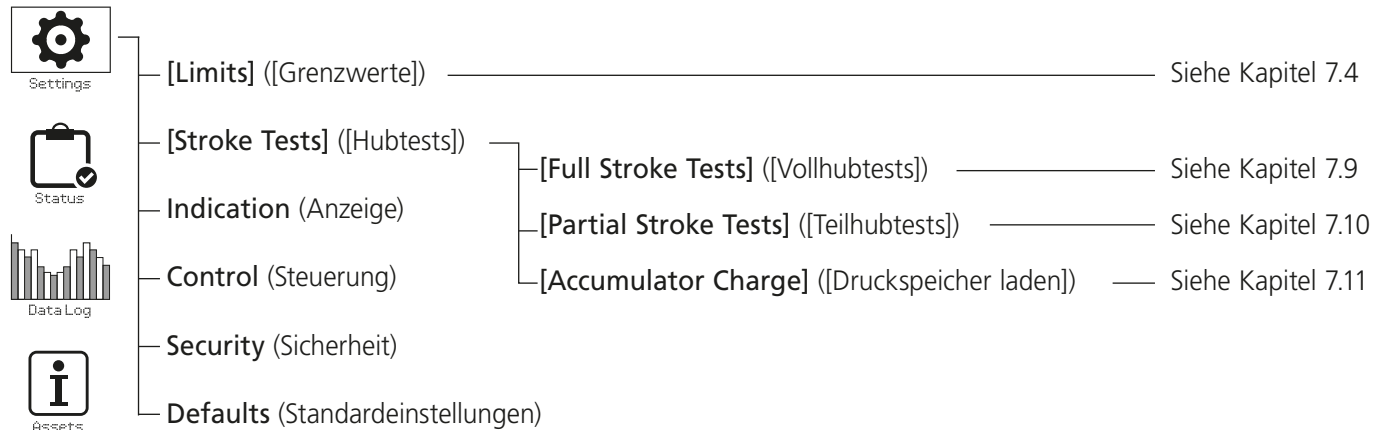 Settings
Status
Data Log
Assets
[Limits] ([Grenzwerte]) Siehe Kapitel 7.4
[Stroke Tests] ([Hubtests])
[Full Stroke Tests] ([Vollhubtests]) Siehe Kapitel 7.9
[Partial Stroke Tests] ([Teilhubtests]) Siehe Kapitel 7.10
[Accumulator Charge] ([Druckspeicher laden]) Siehe Kapitel 7.11
Indication (Anzeige)
Control (Steuerung)
Security (Sicherheit)
Defaults (Standardeinstellungen)